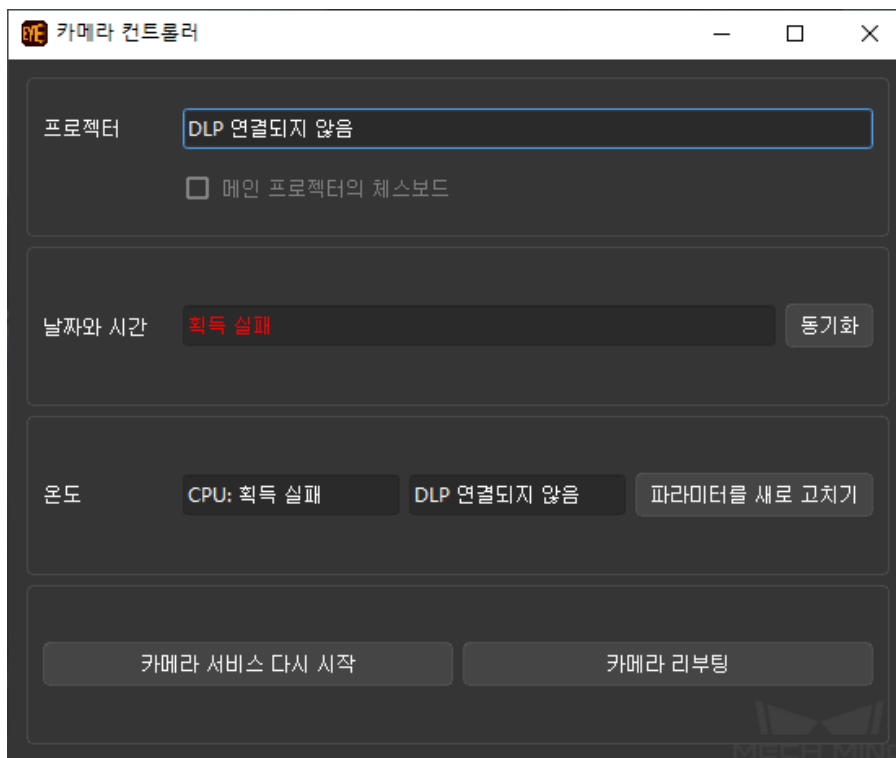 EYE 카메라 컨트롤러
프로젝터 DLP 연결되지 않음
메인 프로젝터의 체스보드
날짜와 시간 획득 실패 동기화
온도 CPU: 획득 실패 DLP 연결되지 않음 파라미터를 새로 고치기
카메라 서비스 다시 시작 카메라 리부팅
MECH MIND